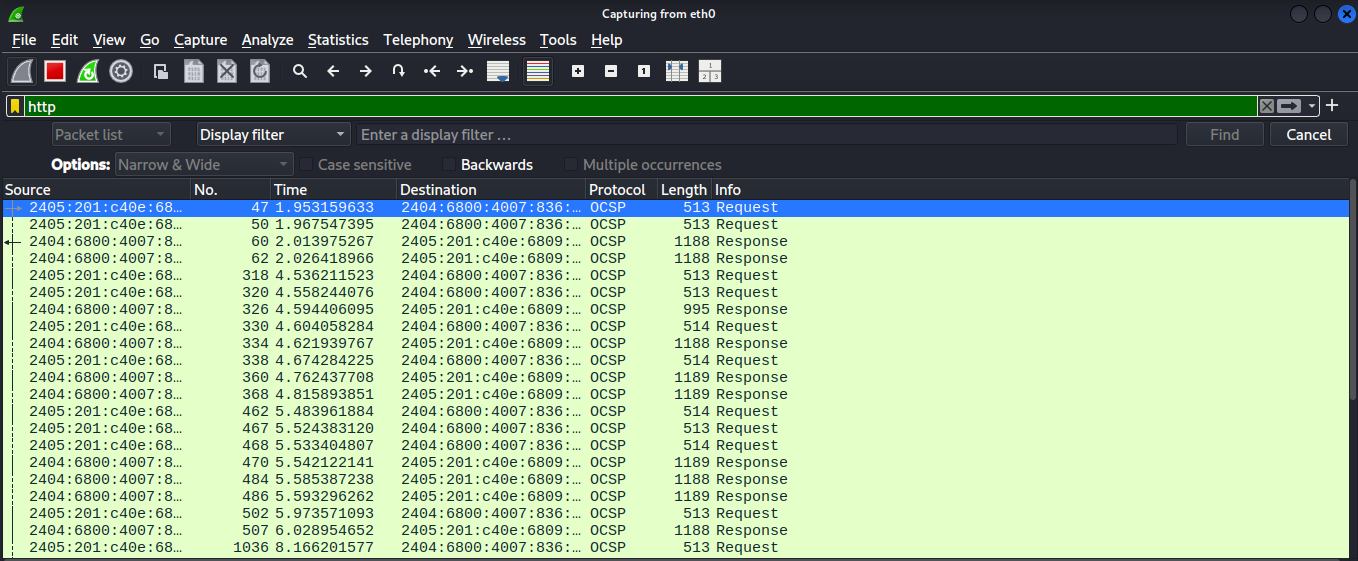 Capturing from eth0
File Edit View Go Capture Analyze Statistics Telephony Wireless Tools Help
http
Packet list Display filter Enter a display filter … Find Cancel
Options: Narrow & Wide Case sensitive Backwards Multiple occurrences
Source No. Time Destination Protocol Length Info
2405:201:c40e:68… 47 1.953159633 2404:6800:4007:836:… OCSP 513 Request
2405:201:c40e:68… 50 1.967547395 2404:6800:4007:836:… OCSP 513 Request
2404:6800:4007:8… 60 2.013975267 2405:201:c40e:6809:… OCSP 1188 Response
2404:6800:4007:8… 62 2.026418966 2405:201:c40e:6809:… OCSP 1188 Response
2405:201:c40e:68… 318 4.536211523 2404:6800:4007:836:… OCSP 513 Request
2405:201:c40e:68… 320 4.558244076 2404:6800:4007:836:… OCSP 513 Request
2404:6800:4007:8… 326 4.594406095 2405:201:c40e:6809:… OCSP 995 Response
2405:201:c40e:68… 330 4.604058284 2404:6800:4007:836:… OCSP 514 Request
2404:6800:4007:8… 334 4.621939767 2405:201:c40e:6809:… OCSP 1188 Response
2405:201:c40e:68… 338 4.674284225 2404:6800:4007:836:… OCSP 514 Request
2404:6800:4007:8… 360 4.762437708 2405:201:c40e:6809:… OCSP 1189 Response
2404:6800:4007:8… 368 4.815893851 2405:201:c40e:6809:… OCSP 1189 Response
2405:201:c40e:68… 462 5.483961884 2404:6800:4007:836:… OCSP 514 Request
2405:201:c40e:68… 467 5.524383120 2404:6800:4007:836:… OCSP 513 Request
2405:201:c40e:68… 468 5.533404807 2404:6800:4007:836:… OCSP 514 Request
2404:6800:4007:8… 470 5.542122141 2405:201:c40e:6809:… OCSP 1189 Response
2404:6800:4007:8… 484 5.585387238 2405:201:c40e:6809:… OCSP 1188 Response
2404:6800:4007:8… 486 5.593296262 2405:201:c40e:6809:… OCSP 1189 Response
2405:201:c40e:68… 502 5.973571093 2404:6800:4007:836:… OCSP 513 Request
2404:6800:4007:8… 507 6.028954652 2405:201:c40e:6809:… OCSP 1188 Response
2405:201:c40e:68… 1036 8.166201577 2404:6800:4007:836:… OCSP 513 Request